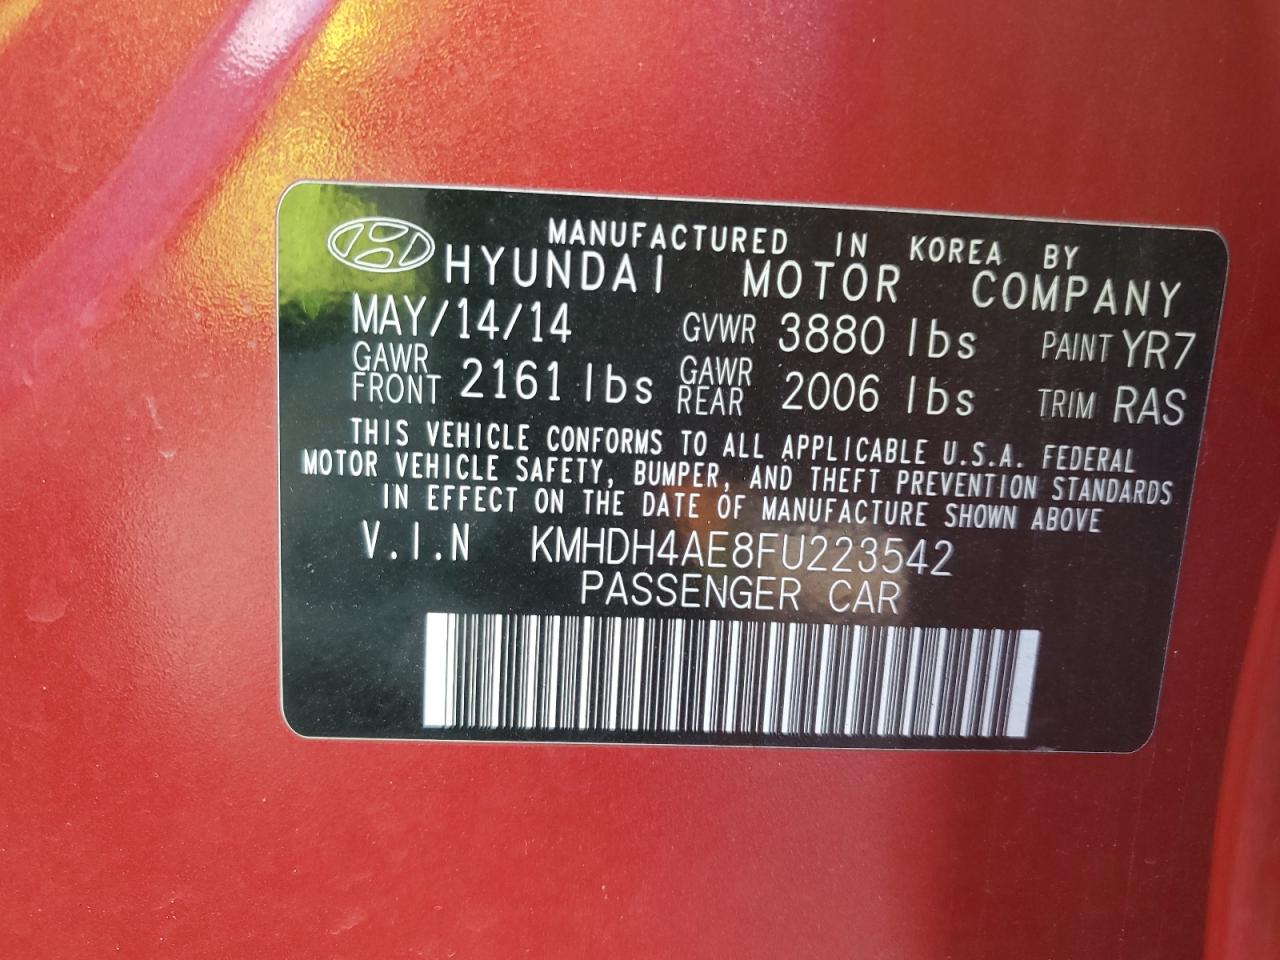 MANUFACTURED IN KOREA BY
HYUNDAI MOTOR COMPANY
MAY/14/14 GVWR 3880 lbs PAINT YR7
GAWR FRONT 2161 lbs GAWR REAR 2006 lbs TRIM RAS
THIS VEHICLE CONFORMS TO ALL APPLICABLE U.S.A. FEDERAL
MOTOR VEHICLE SAFETY, BUMPER, AND THEFT PREVENTION STANDARDS
IN EFFECT ON THE DATE OF MANUFACTURE SHOWN ABOVE
V.I.N KMHDH4AE8FU223542
PASSENGER CAR